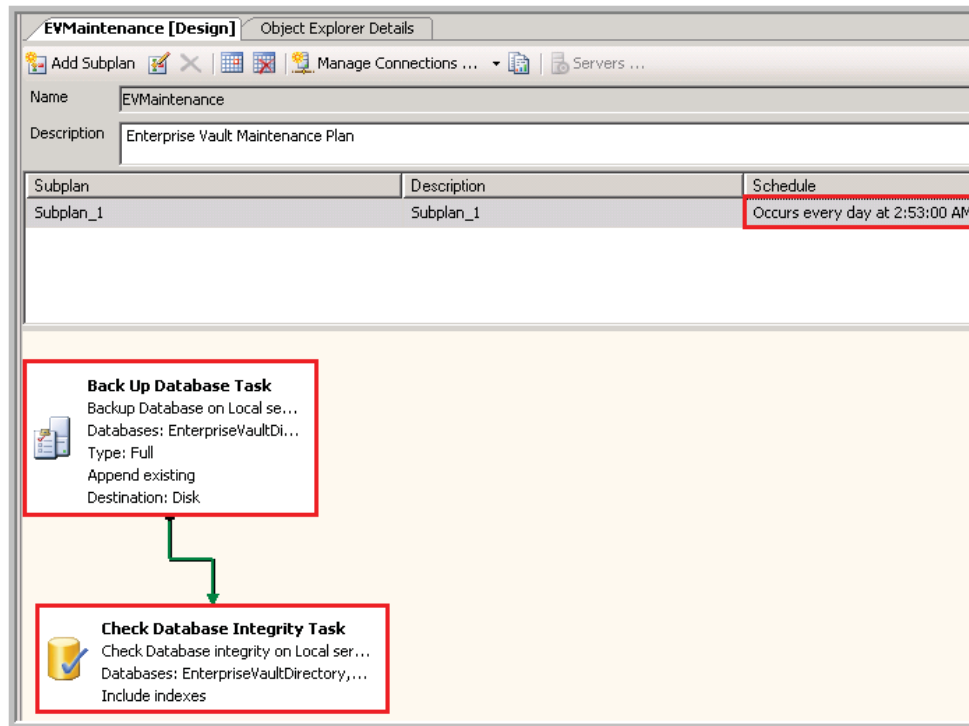 EVMaintenance [Design] Object Explorer Details
Add Subplan Manage Connections ... Servers ...
Name EVMaintenance
Description Enterprise Vault Maintenance Plan
Subplan Description Schedule
Subplan_1 Subplan_1 Occurs every day at 2:53:00 AM
Back Up Database Task
Backup Database on Local se...
Databases: EnterpriseVaultDi...
Type: Full
Append existing
Destination: Disk
Check Database Integrity Task
Check Database integrity on Local ser...
Databases: EnterpriseVaultDirectory,...
Include indexes